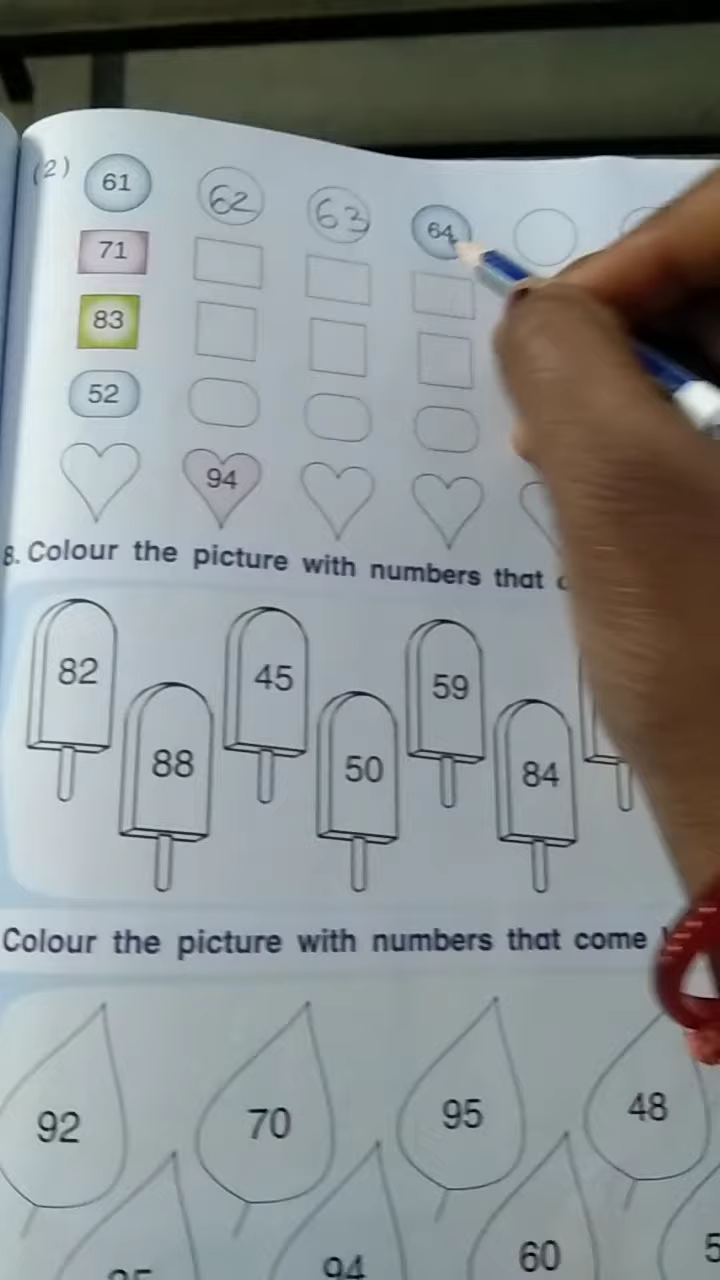 (2) 61 62 63 64
71
83
52
94
8. Colour the picture with numbers that
82 45 59
88 50 84
Colour the picture with numbers that come
92 70 95 48
94 60